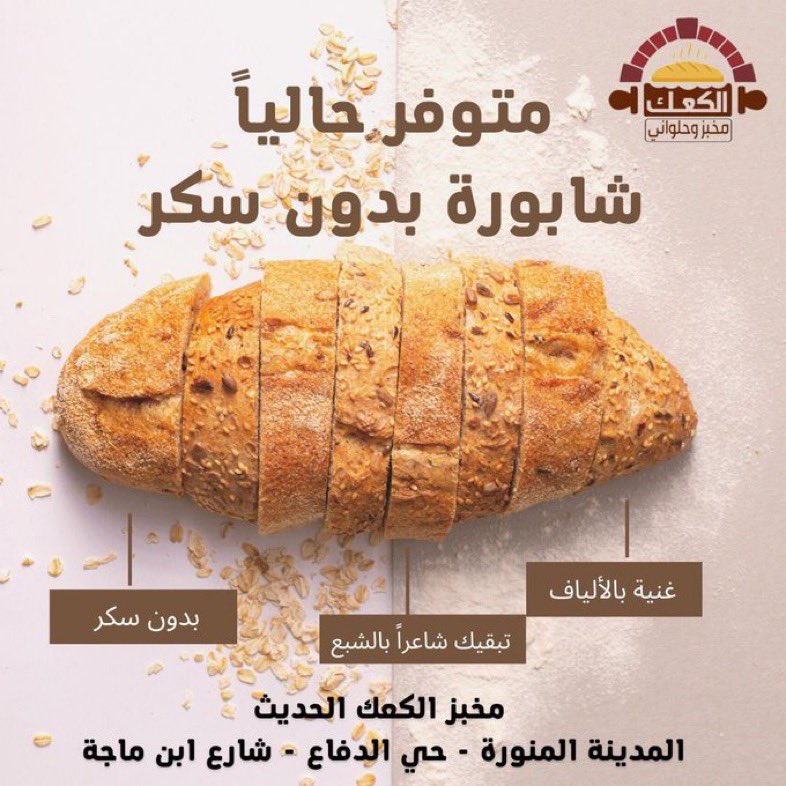 الكعك
مخبز وحلواني
متوفر حالياً
شابورة بدون سكر
غنية بالألياف
تبقيك شاعراً بالشبع
بدون سكر
مخبز الكعك الحديث
المدينة المنورة - حي الدفاع - شارع ابن ماجة